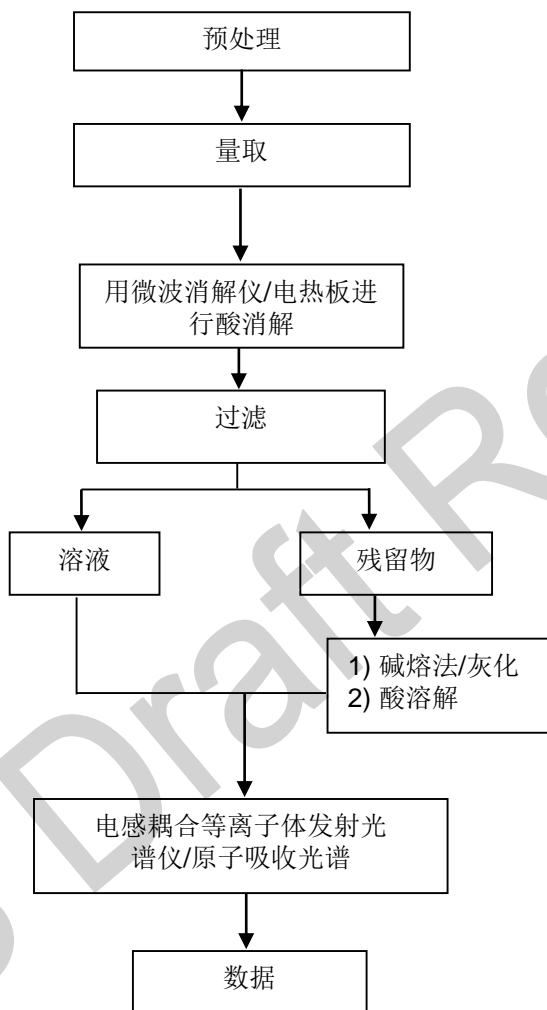 预处理
量取
用微波消解仪/电热板进
行酸消解
过滤
溶液
残留物
1) 碱熔法/灰化
2) 酸溶解
电感耦合等离子体发射光
谱仪/原子吸收光谱
数据
Draft